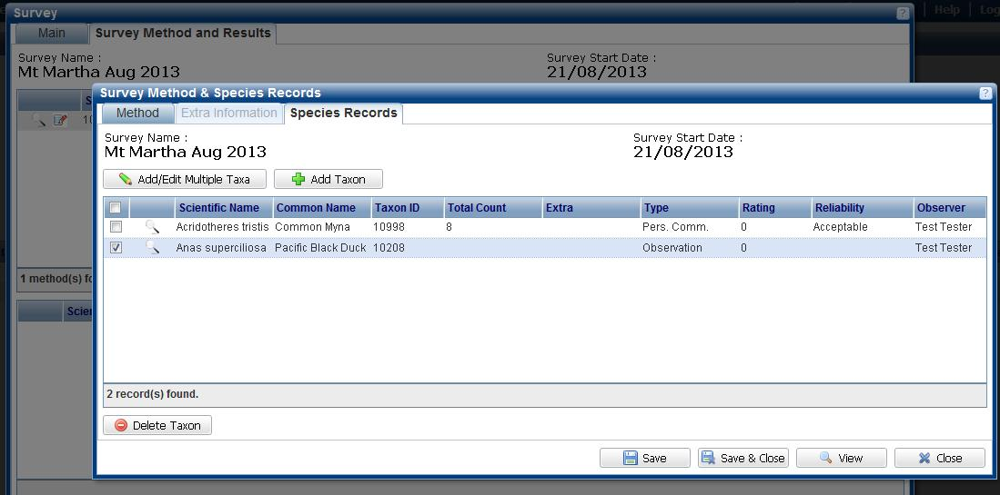 Survey
Help
Log
Main
Survey Method and Results
Survey Name :
Survey Start Date :
Mt Martha Aug 2013
21/08/2013
Survey Method & Species Records
Method
Extra Information
Species Records
Survey Name :
Survey Start Date :
Mt Martha Aug 2013
21/08/2013
Add/Edit Multiple Taxa
Add Taxon
Scientific Name Common Name Taxon ID Total Count Extra Type Rating Reliability Observer
Acridotheres tristis Common Myna 10998 8 Pers. Comm. 0 Acceptable Test Tester
Anas superciliosa Pacific Black Duck 10208 Observation 0 Test Tester
1 method(s) fo
Scie
2 record(s) found.
Delete Taxon
Save
Save & Close
View
Close